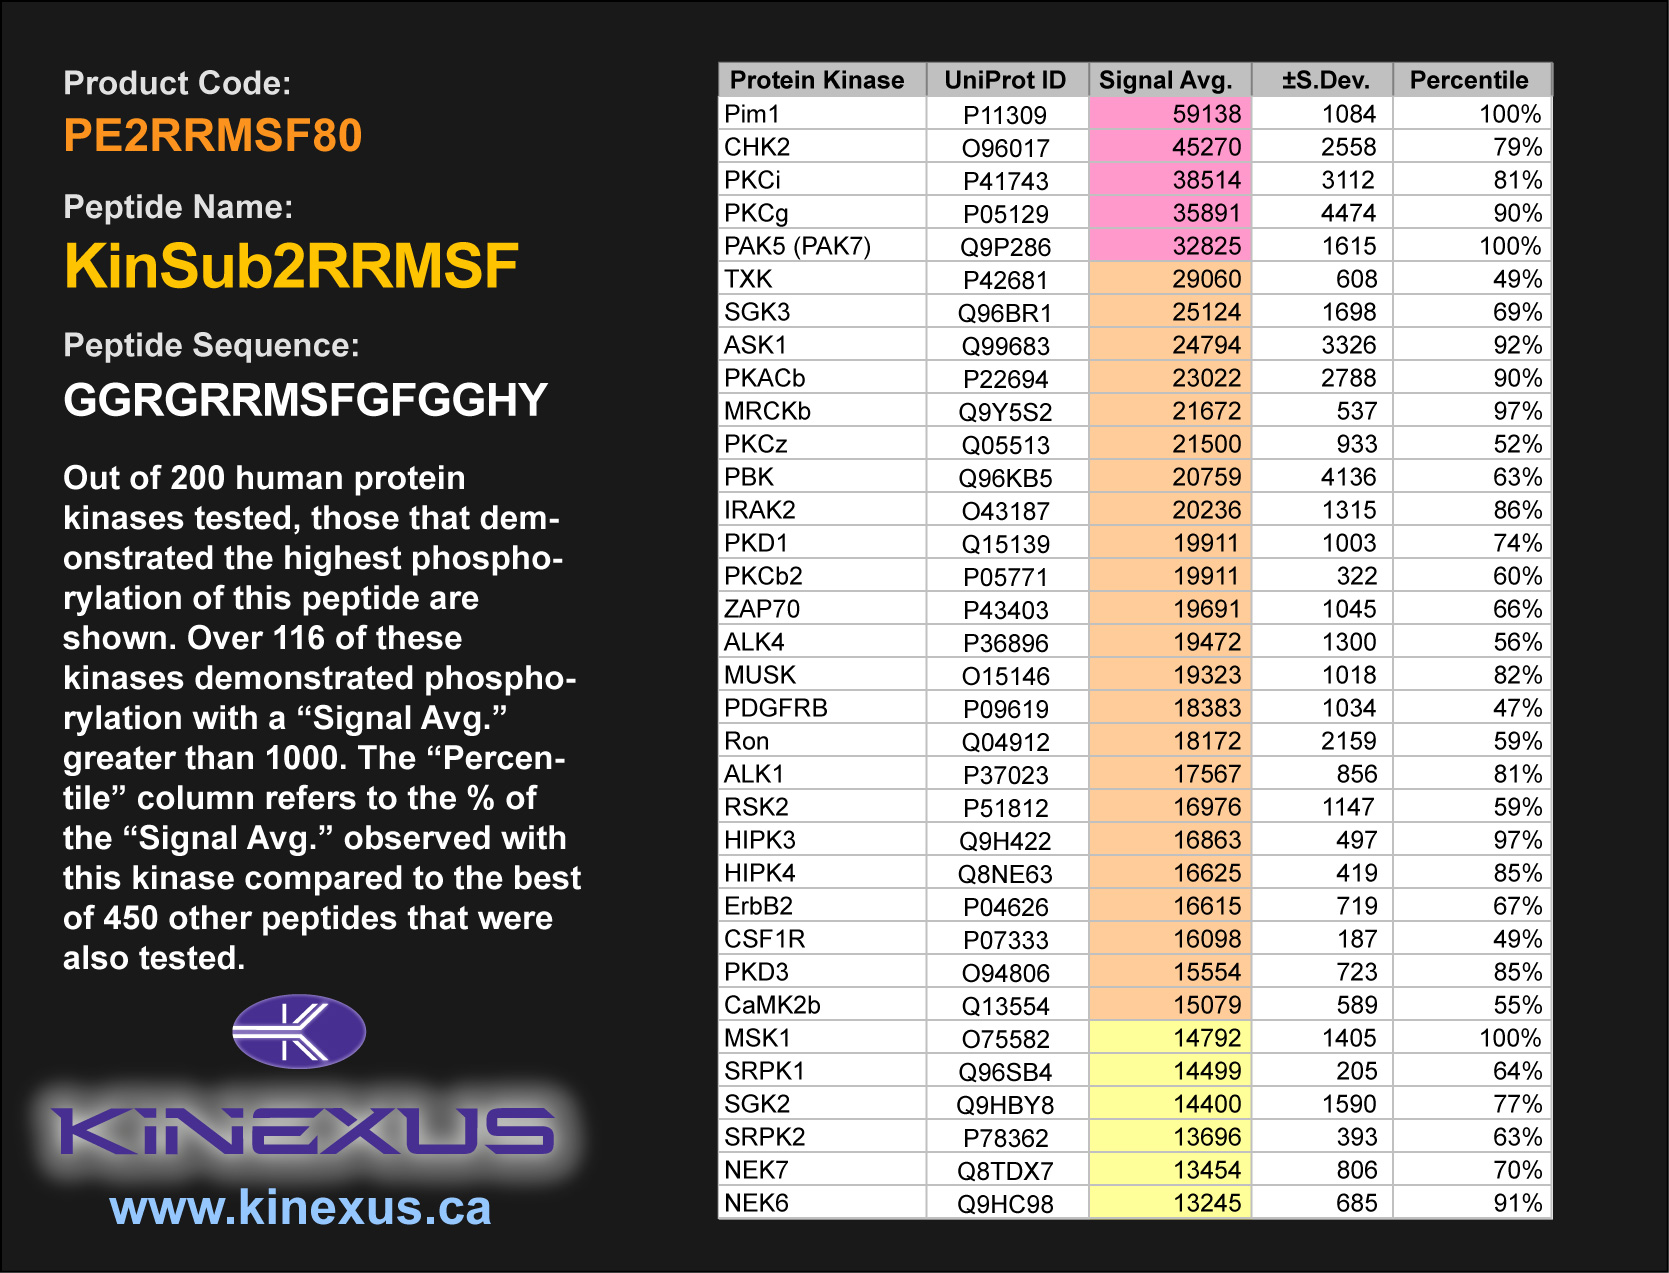 Product Code:
PE2RRMSF80
Peptide Name:
KinSub2RRMSF
Peptide Sequence:
GGRGRRMSFGFGGHY
Out of 200 human protein
kinases tested, those that dem-
onstrated the highest phospho-
rylation of this peptide are
shown. Over 116 of these
kinases demonstrated phospho-
rylation with a “Signal Avg.”
greater than 1000. The “Percen-
tile” column refers to the % of
the “Signal Avg.” observed with
this kinase compared to the best
of 450 other peptides that were
also tested.
KiNEXUS
www.kinexus.ca
Protein Kinase UniProt ID Signal Avg. ±S.Dev. Percentile
Pim1 P11309 59138 1084 100%
CHK2 O96017 45270 2558 79%
PKCi P41743 38514 3112 81%
PKCg P05129 35891 4474 90%
PAK5 (PAK7) Q9P286 32825 1615 100%
TXK P42681 29060 608 49%
SGK3 Q96BR1 25124 1698 69%
ASK1 Q99683 24794 3326 92%
PKACb P22694 23022 2788 90%
MRCKb Q9Y5S2 21672 537 97%
PKCz Q05513 21500 933 52%
PBK Q96KB5 20759 4136 63%
IRAK2 O43187 20236 1315 86%
PKD1 Q15139 19911 1003 74%
PKCb2 P05771 19911 322 60%
ZAP70 P43403 19691 1045 66%
ALK4 P36896 19472 1300 56%
MUSK O15146 19323 1018 82%
PDGFRB P09619 18383 1034 47%
Ron Q04912 18172 2159 59%
ALK1 P37023 17567 856 81%
RSK2 P51812 16976 1147 59%
HIPK3 Q9H422 16863 497 97%
HIPK4 Q8NE63 16625 419 85%
ErbB2 P04626 16615 719 67%
CSF1R P07333 16098 187 49%
PKD3 O94806 15554 723 85%
CaMK2b Q13554 15079 589 55%
MSK1 O75582 14792 1405 100%
SRPK1 Q96SB4 14499 205 64%
SGK2 Q9HBY8 14400 1590 77%
SRPK2 P78362 13696 393 63%
NEK7 Q8TDX7 13454 806 70%
NEK6 Q9HC98 13245 685 91%